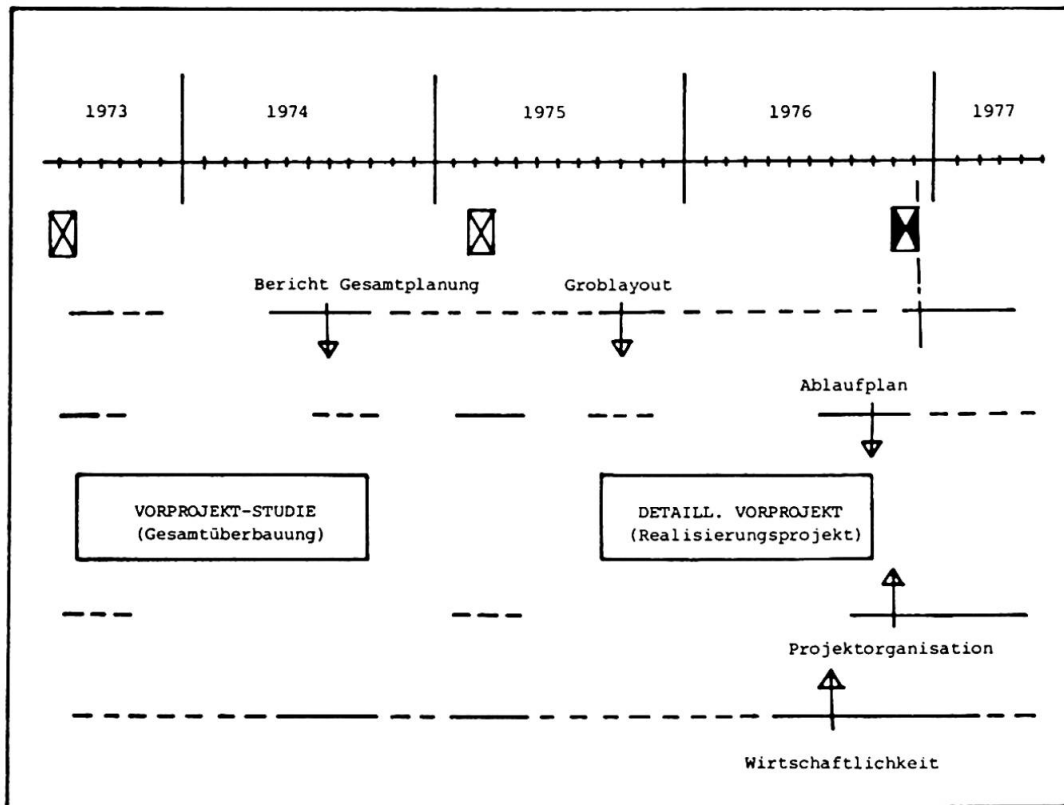 1973 1974 1975 1976 1977
Bericht Gesamtplanung Groblayout
Ablaufplan
VORPROJEKT-STUDIE
(Gesamtüberbauung)
DETAILL. VORPROJEKT
(Realisierungsprojekt)
Projektorganisation
Wirtschaftlichkeit